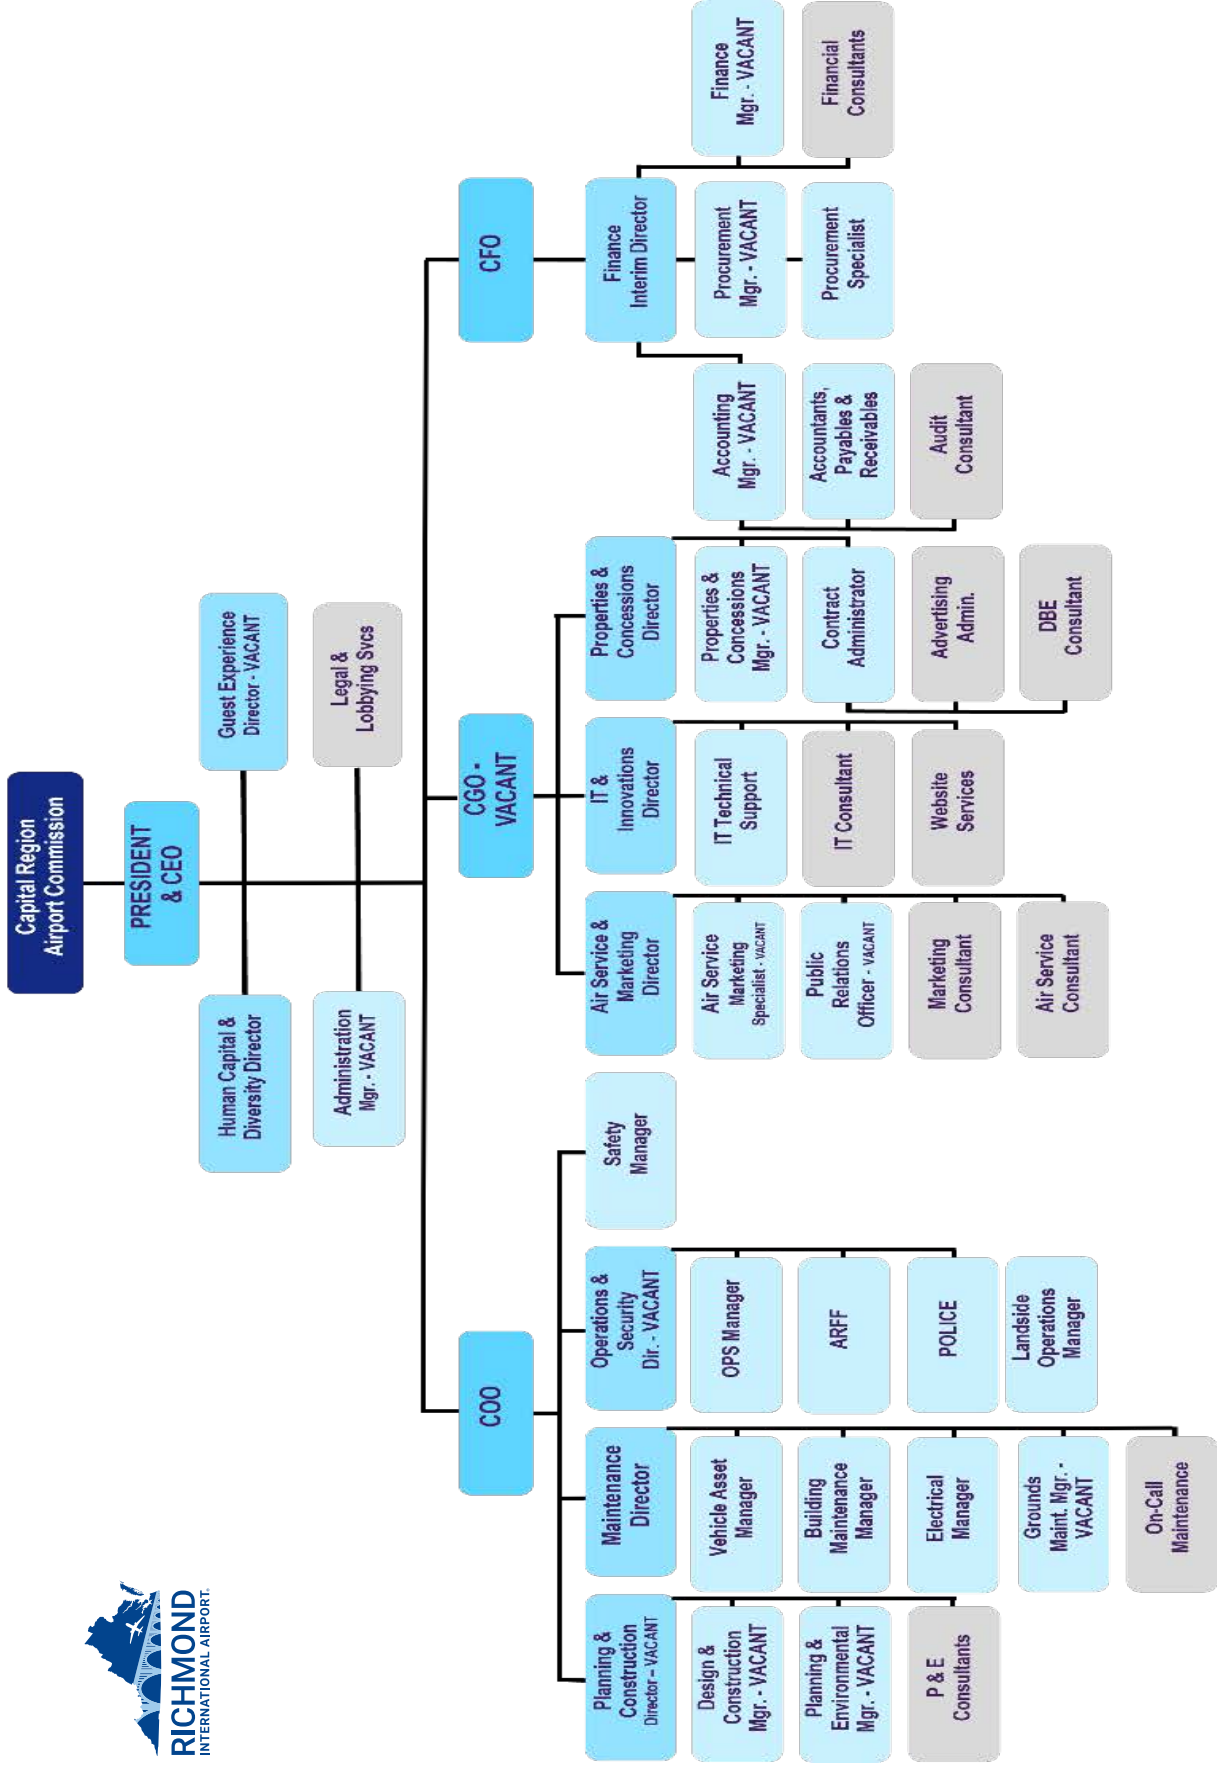 RICHMOND
INTERNATIONAL AIRPORT.
Capital Region
Airport Commission
PRESIDENT
& CEO
Human Capital &
Diversity Director
Guest Experience
Director - VACANT
Administration
Mgr. - VACANT
Legal &
Lobbying Svcs
COO
CGO -
VACANT
CFO
Planning &
Construction
Director – VACANT
Maintenance
Director
Operations &
Security
Dir. - VACANT
Safety
Manager
Air Service &
Marketing
Director
IT &
Innovations
Director
Properties &
Concessions
Director
Finance
Interim Director
Design &
Construction
Mgr. - VACANT
Planning &
Environmental
Mgr. - VACANT
P & E
Consultants
Vehicle Asset
Manager
Building
Maintenance
Manager
Electrical
Manager
Grounds
Maint. Mgr. -
VACANT
On-Call
Maintenance
OPS Manager
ARFF
POLICE
Landside
Operations
Manager
Air Service
Marketing
Specialist - VACANT
Public
Relations
Officer - VACANT
Marketing
Consultant
Air Service
Consultant
IT Technical
Support
IT Consultant
Website
Services
Properties &
Concessions
Mgr. - VACANT
Contract
Administrator
Advertising
Admin.
DBE
Consultant
Accounting
Mgr. - VACANT
Accountants,
Payables &
Receivables
Audit
Consultant
Procurement
Mgr. - VACANT
Procurement
Specialist
Finance
Mgr. - VACANT
Financial
Consultants